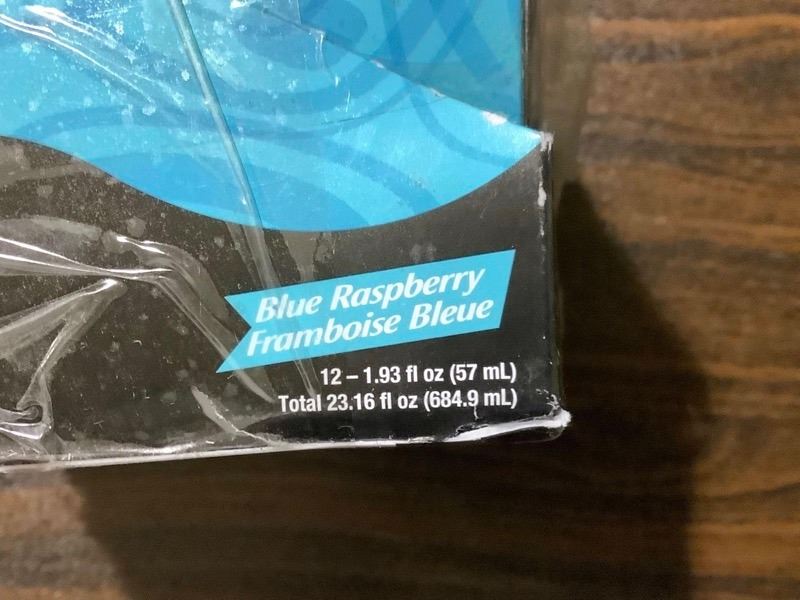 Blue Raspberry
Framboise Bleue
12 – 1.93 fl oz (57 mL)
Total 23.16 fl oz (684.9 mL)